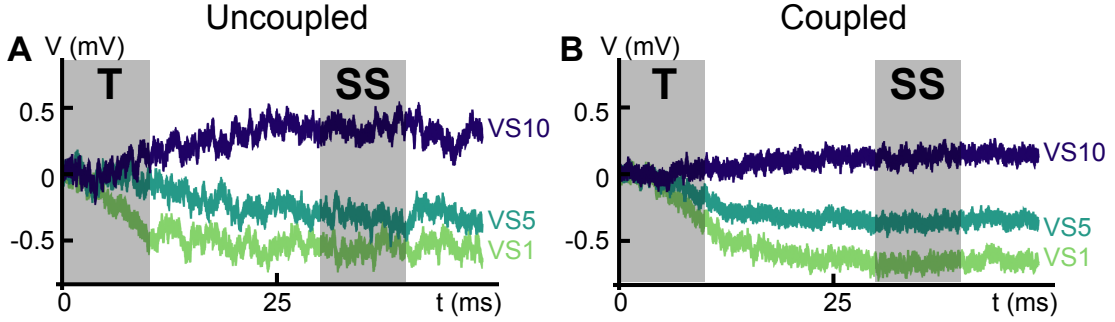 Uncoupled
Coupled
A V (mV)
T
SS
0.5
0
-0.5
VS10
VS5
VS1
0
25
t (ms)
B V (mV)
T
SS
0.5
0
-0.5
VS10
VS5
VS1
0
25
t (ms)